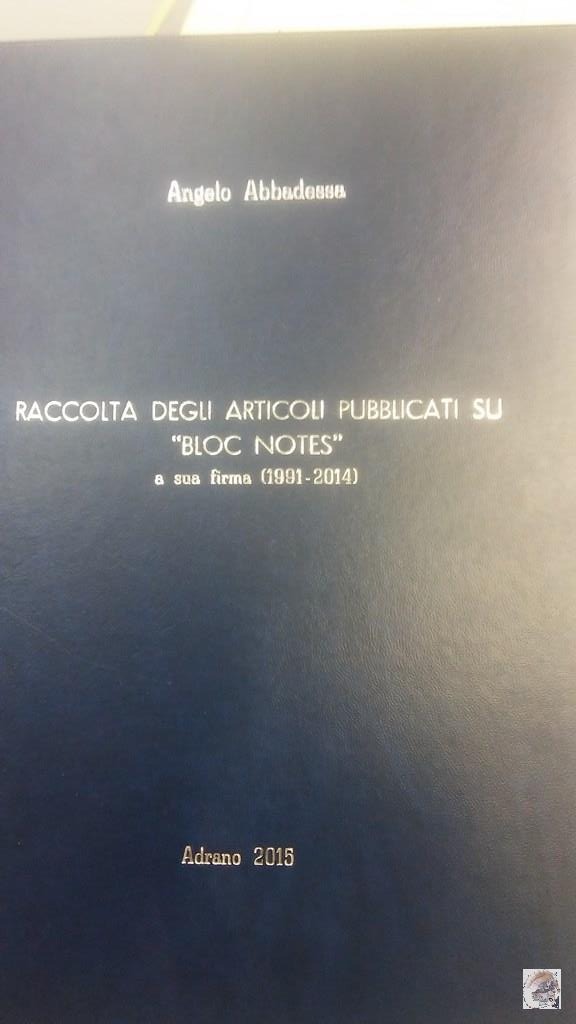 Angelo Abbadessa
RACCOLTA DEGLI ARTICOLI PUBBLICATI SU
"BLOC NOTES"
a sua firma (1991-2014)
Adrano 2015